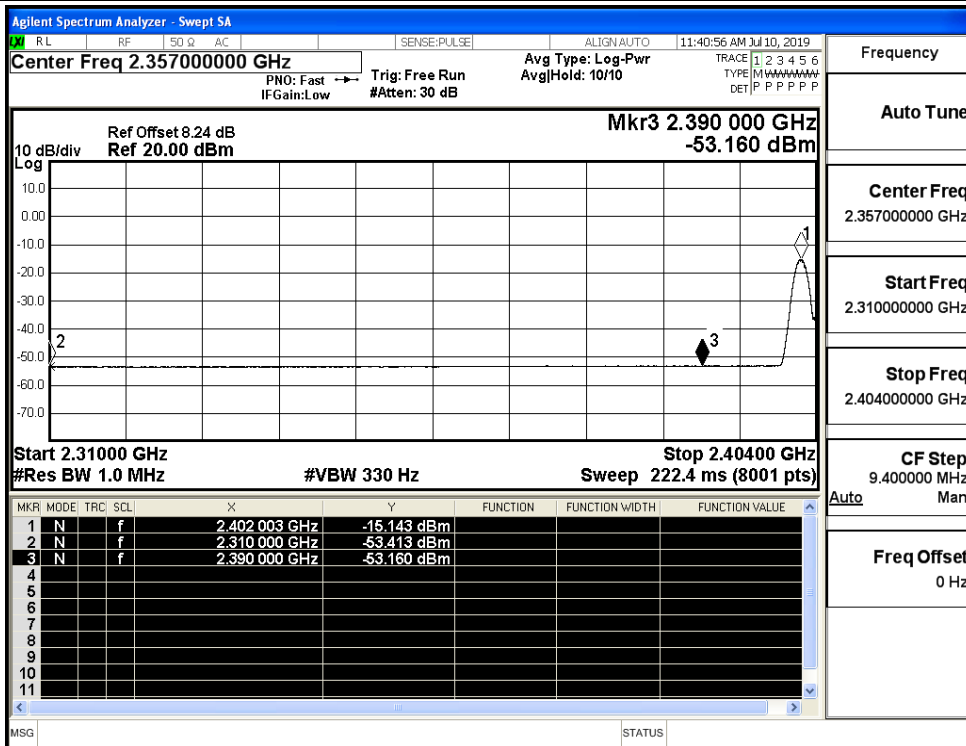 Agilent Spectrum Analyzer - Swept SA
LXI RL RF 50 Ω AC SENSE:PULSE ALIGN AUTO 11:40:56 AM Jul 10, 2019
Center Freq 2.357000000 GHz
PNO: Fast
IFGain:Low
Trig: Free Run
#Atten: 30 dB
Avg Type: Log-Pwr
Avg|Hold: 10/10
TRACE 1 2 3 4 5 6
TYPE M WWWWW
DET P P P P P P
Mkr3 2.390 000 GHz
-53.160 dBm
Ref Offset 8.24 dB
10 dB/div Ref 20.00 dBm
Log
10.0
0.00
-10.0
-20.0
-30.0
-40.0
-50.0
-60.0
-70.0
1
2
3
Start 2.31000 GHz Stop 2.40400 GHz
#Res BW 1.0 MHz #VBW 330 Hz Sweep 222.4 ms (8001 pts)
MKR MODE TRC SCL X Y FUNCTION FUNCTION WIDTH FUNCTION VALUE
1 N f 2.402 003 GHz -15.143 dBm
2 N f 2.310 000 GHz -53.413 dBm
3 N f 2.390 000 GHz -53.160 dBm
4
5
6
7
8
9
10
11
MSG STATUS
Frequency
Auto Tune
Center Freq
2.357000000 GHz
Start Freq
2.310000000 GHz
Stop Freq
2.404000000 GHz
CF Step
9.400000 MHz
Auto Man
Freq Offset
0 Hz